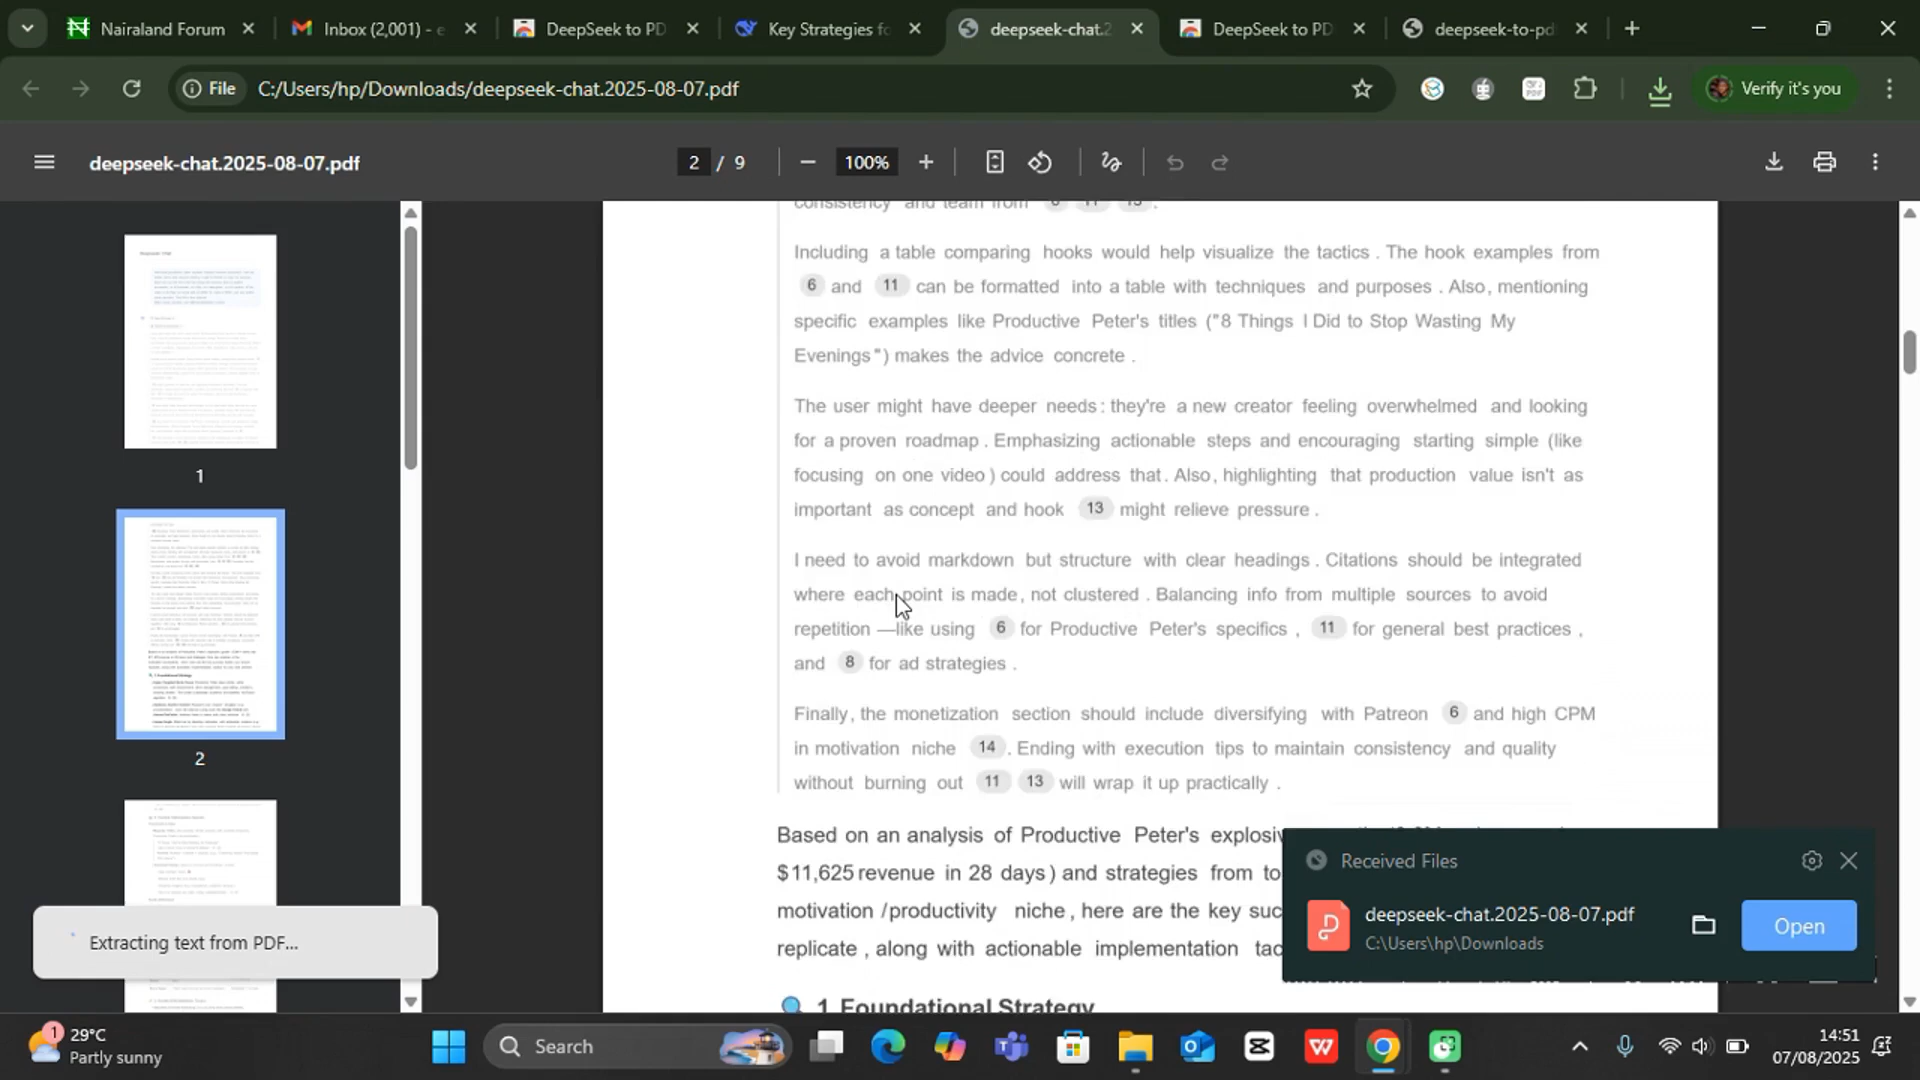 Nairaland Forum
Inbox (2,001) - e
DeepSeek to PD
Key Strategies fo
deepseek-chat.2
DeepSeek to PD
deepseek-to-pd
File
C:/Users/hp/Downloads/deepseek-chat.2025-08-07.pdf
Verify it's you
deepseek-chat.2025-08-07.pdf
2 / 9
100%
1
2
consistency and team from
Including a table comparing hooks would help visualize the tactics . The hook examples from
6 and 11 can be formatted into a table with techniques and purposes . Also, mentioning
specific examples like Productive Peter's titles ("8 Things I Did to Stop Wasting My
Evenings") makes the advice concrete .
The user might have deeper needs: they're a new creator feeling overwhelmed and looking
for a proven roadmap . Emphasizing actionable steps and encouraging starting simple (like
focusing on one video) could address that. Also, highlighting that production value isn't as
important as concept and hook 13 might relieve pressure .
I need to avoid markdown but structure with clear headings . Citations should be integrated
where each point is made, not clustered . Balancing info from multiple sources to avoid
repetition —like using 6 for Productive Peter's specifics , 11 for general best practices ,
and 8 for ad strategies .
Finally, the monetization section should include diversifying with Patreon 6 and high CPM
in motivation niche 14 . Ending with execution tips to maintain consistency and quality
without burning out 11 13 will wrap it up practically .
Based on an analysis of Productive Peter's
$11,625 revenue in 28 days) and strategies from
motivation /productivity niche, here are the key
replicate , along with actionable implementation
1. Foundational Strategy
Extracting text from PDF...
Received Files
deepseek-chat.2025-08-07.pdf
C:\Users\hp\Downloads
Open
1
29°C
Partly sunny
Search
14:51
07/08/2025